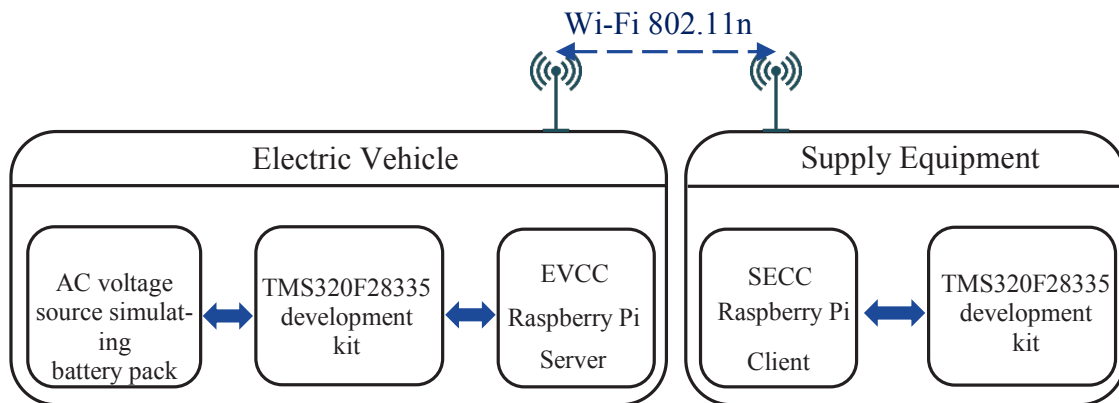 Wi-Fi 802.11n
Electric Vehicle
Supply Equipment
AC voltage
source simulat-
ing
battery pack
TMS320F28335
development
kit
EVCC
Raspberry Pi
Server
SECC
Raspberry Pi
Client
TMS320F28335
development
kit